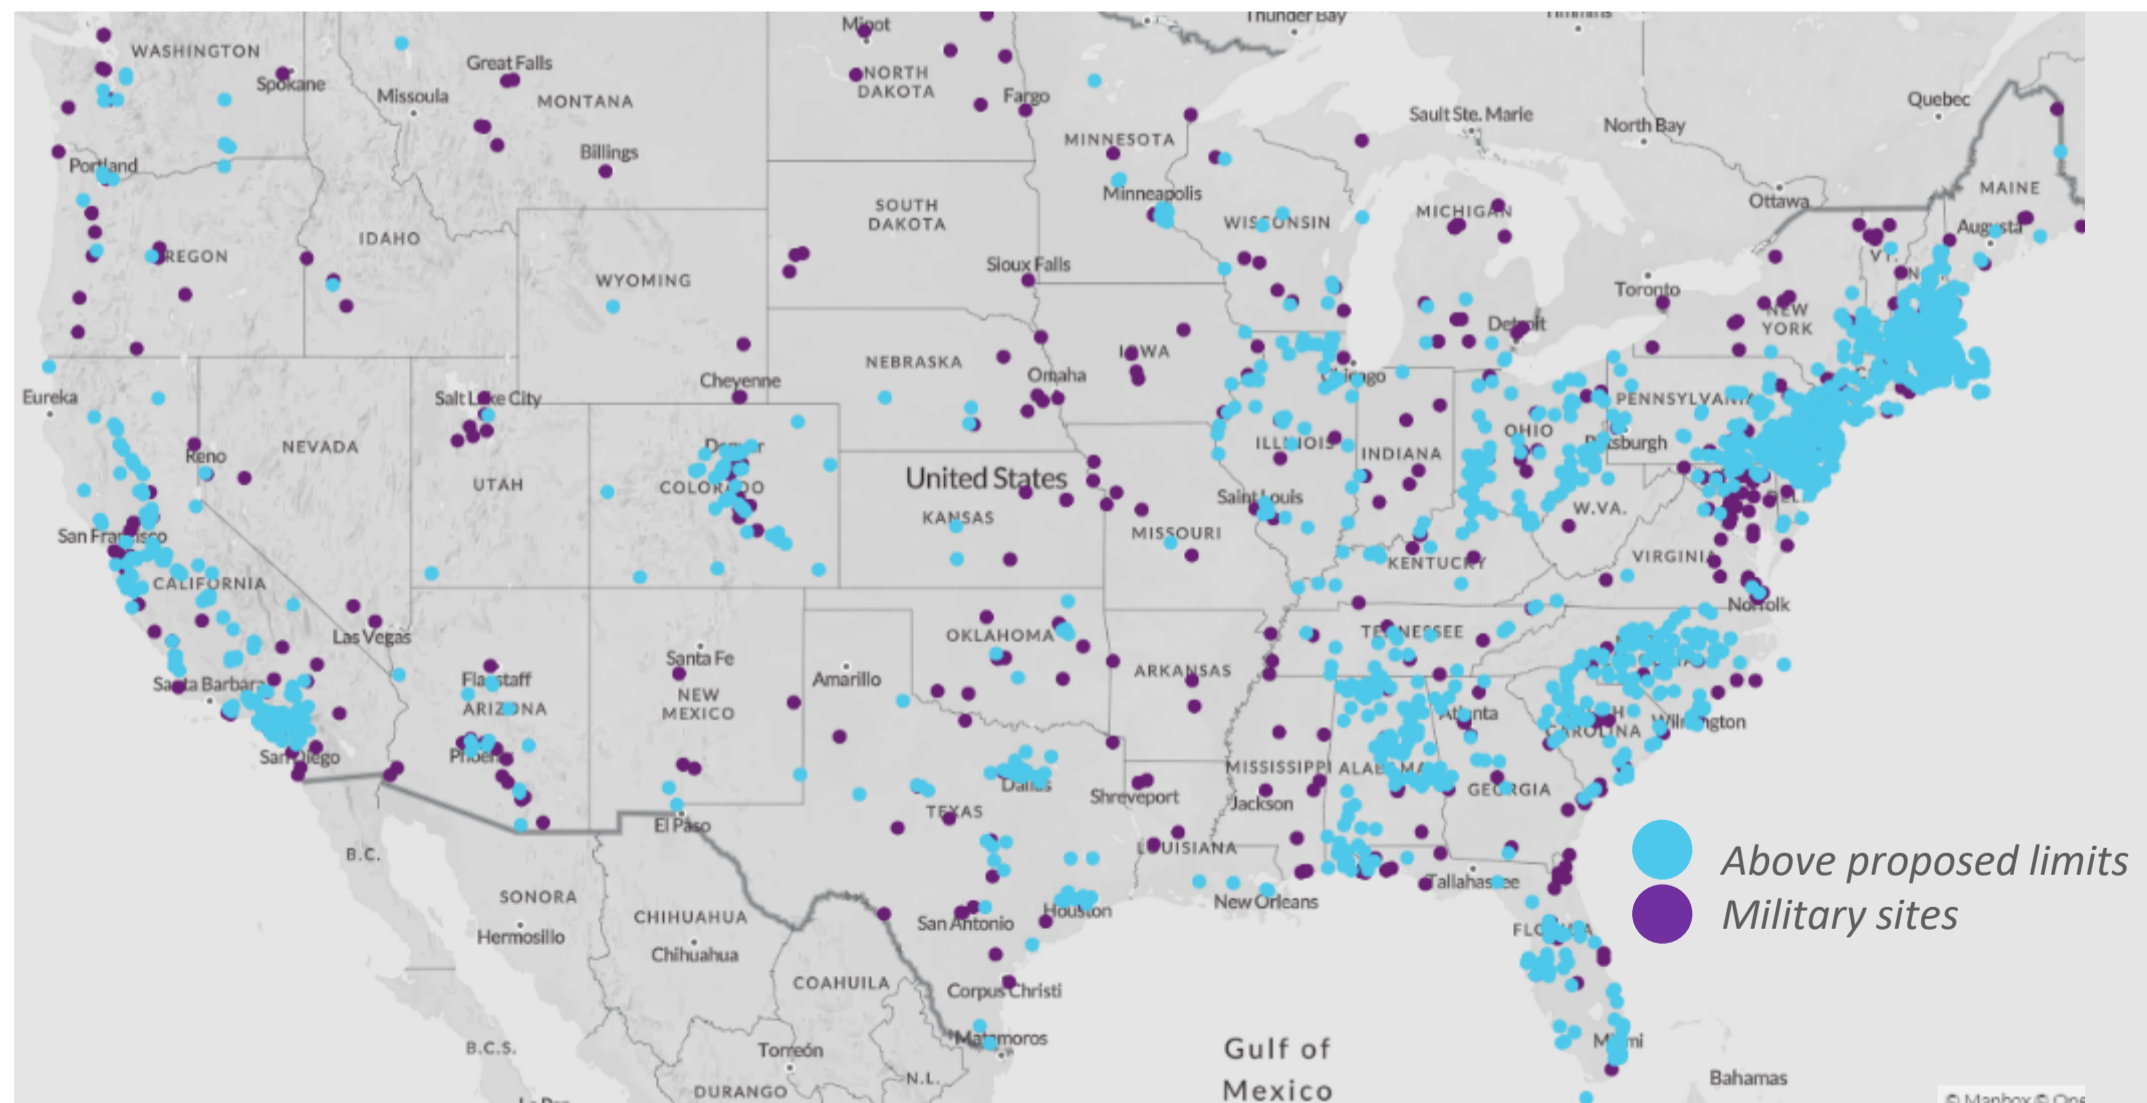 Thunder Bay
Minot
WASHINGTON
Great Falls
Spokane
NORTH
DAKOTA
Missoula
MONTANA
Fargo
Quebec
Sault Ste. Marie
North Bay
MINNESOTA
Billings
Portland
Minneapolis
MAINE
Ottawa
SOUTH
DAKOTA
WISCONSIN
MICHIGAN
Augusta
IDAHO
OREGON
VT.
Sioux Falls
WYOMING
Toronto
NEW
YORK
Detroit
IOWA
NEBRASKA
Omaha
Chicago
Cheyenne
Eureka
Salt Lake City
PENNSYLVANIA
OHIO
Pittsburgh
ILLINOIS
INDIANA
Denver
NEVADA
Reno
United States
UTAH
COLORADO
Saint Louis
DEL.
W.VA.
KANSAS
MISSOURI
San Francisco
VIRGINIA
KENTUCKY
CALIFORNIA
Norfolk
Las Vegas
OKLAHOMA
TENNESSEE
Santa Fe
ARKANSAS
Amarillo
Santa Barbara
Flagstaff
NEW
MEXICO
ARIZONA
Atlanta
Wilmington
CAROLINA
San Diego
Phoenix
MISSISSIPPI
ALABAMA
Dallas
GEORGIA
Shreveport
Jackson
TEXAS
El Paso
LOUISIANA
B.C.
Above proposed limits
Tallahassee
SONORA
New Orleans
Houston
CHIHUAHUA
San Antonio
Military sites
FLORIDA
Hermosillo
Chihuahua
COAHUILA
Corpus Christi
Matamoros
Miami
B.C.S.
Torreón
Gulf of
Mexico
N.L.
Bahamas
DURANGO
© Mapbox ©